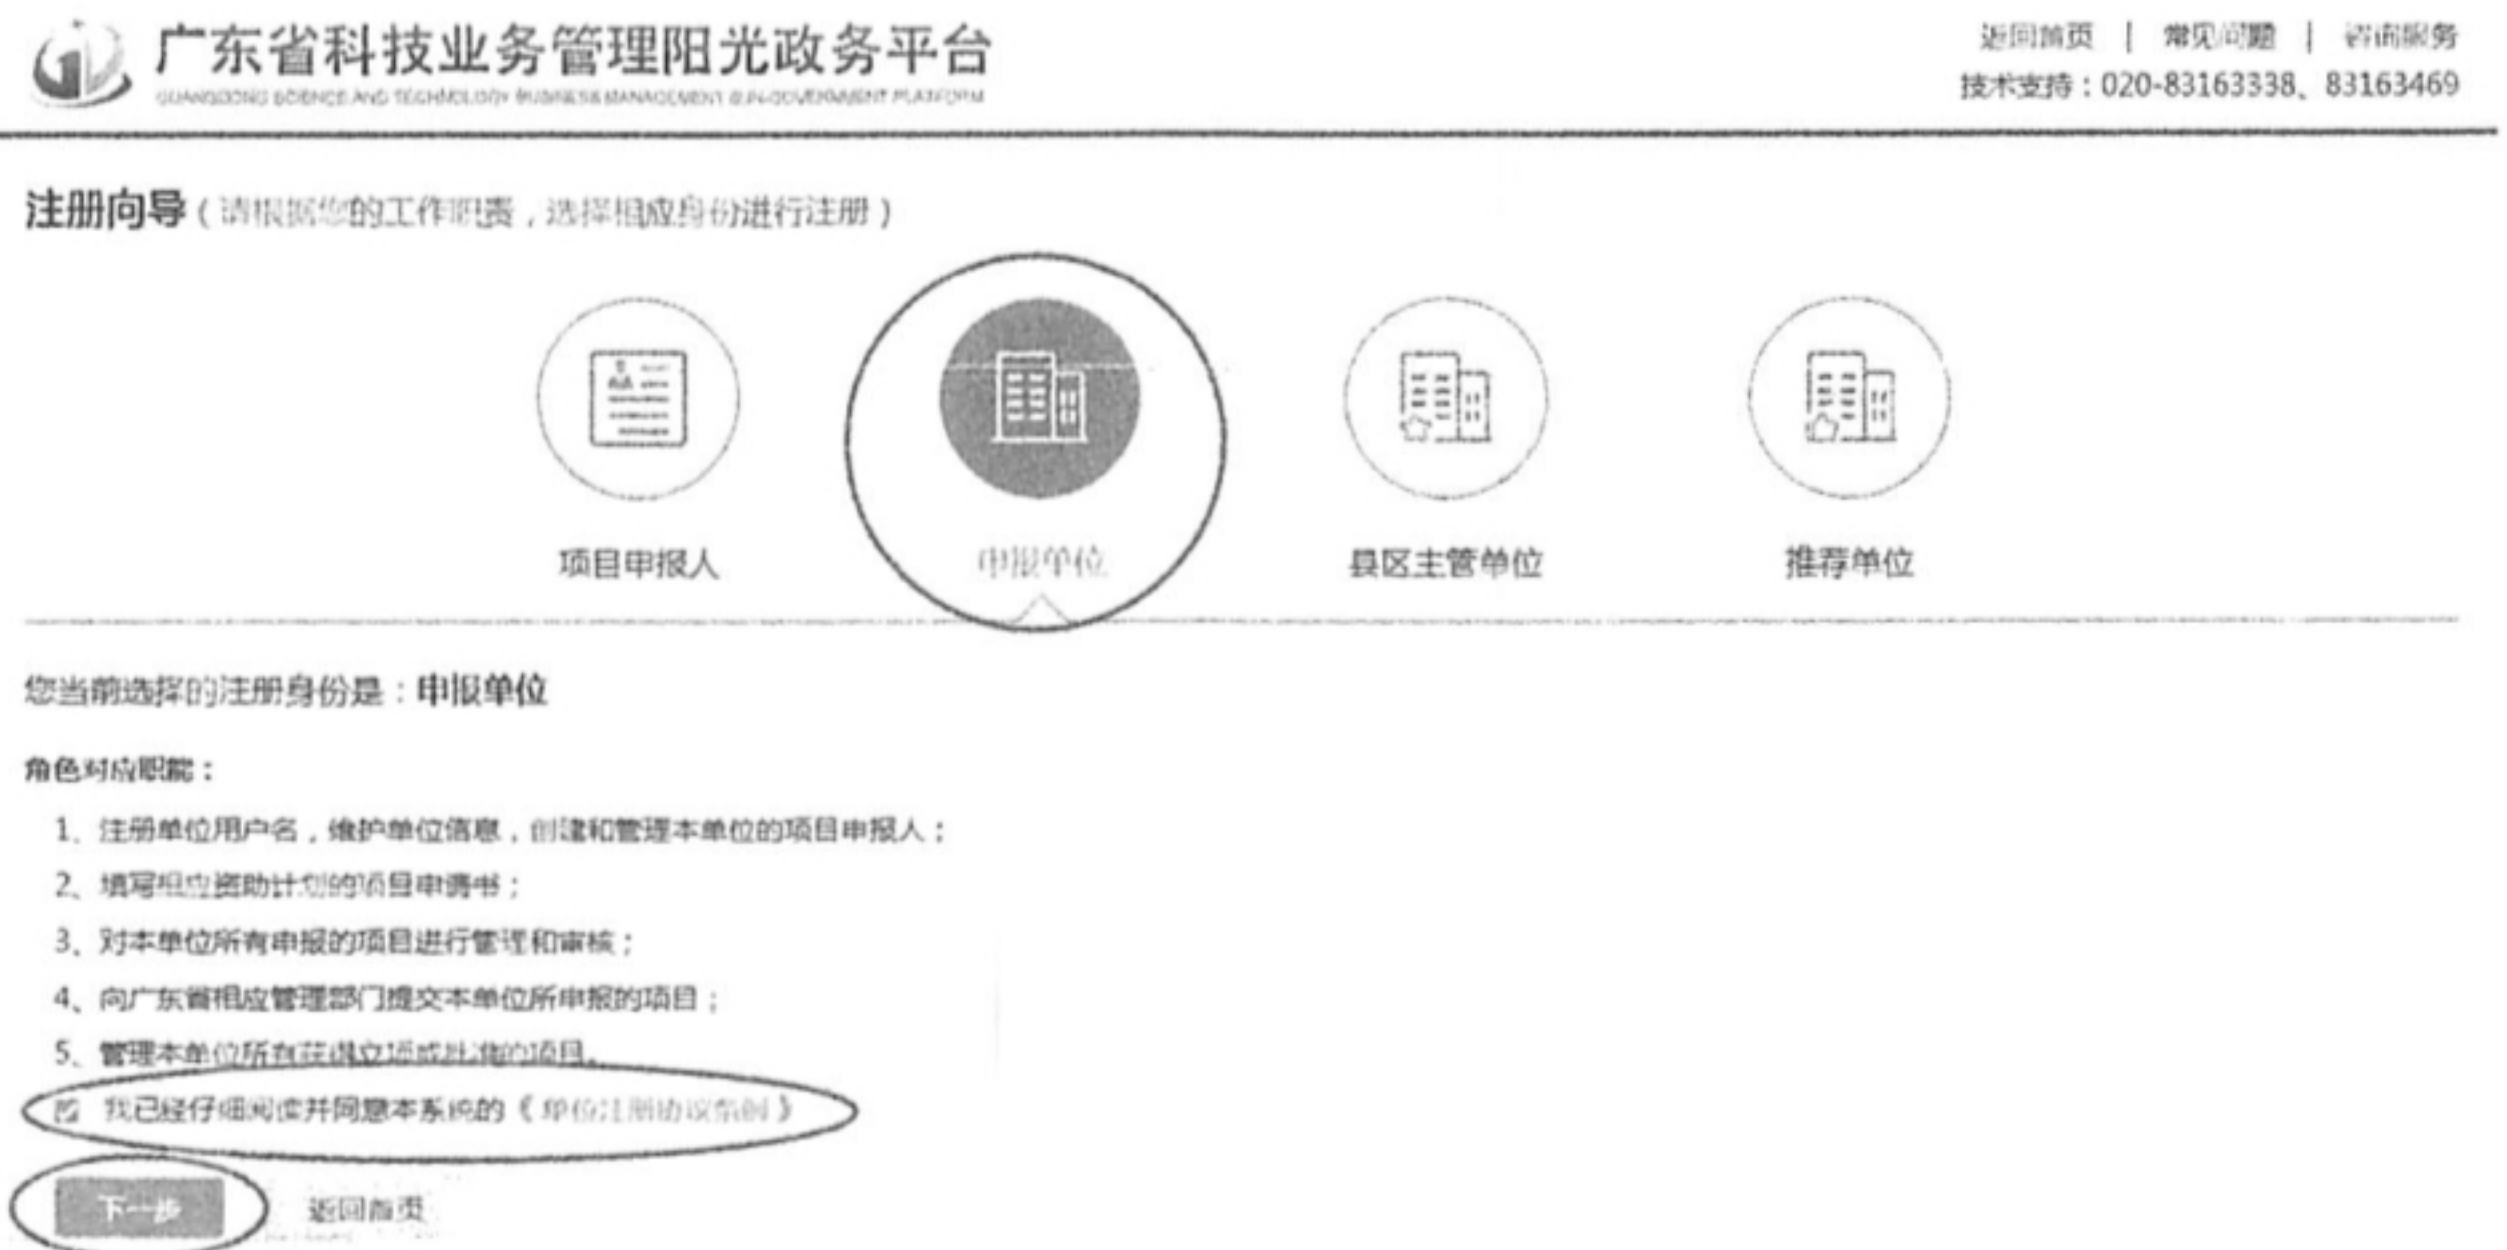 广东省科技业务管理阳光政务平台
GUANGDONG SCIENCE AND TECHNOLOGY BUSINESS MANAGEMENT SUN-GOVERNMENT PLATFORM
返回首页 | 常见问题 | 咨询服务
技术支持：020-83163338、83163469
注册向导（请根据您的工作职责，选择相应身份进行注册）
项目申报人 申报单位 县区主管单位 推荐单位
您当前选择的注册身份是：申报单位
角色对应职能：
1、注册单位用户名，维护单位信息，创建和管理本单位的项目申报人；
2、填写相应资助计划的项目申请书；
3、对本单位所有申报的项目进行管理和审核；
4、向广东省相应管理部门提交本单位所申报的项目；
5、管理本单位所有获得立项或批准的项目。
我已经仔细阅读并同意本系统的《单位注册协议条例》
下一步 返回首页